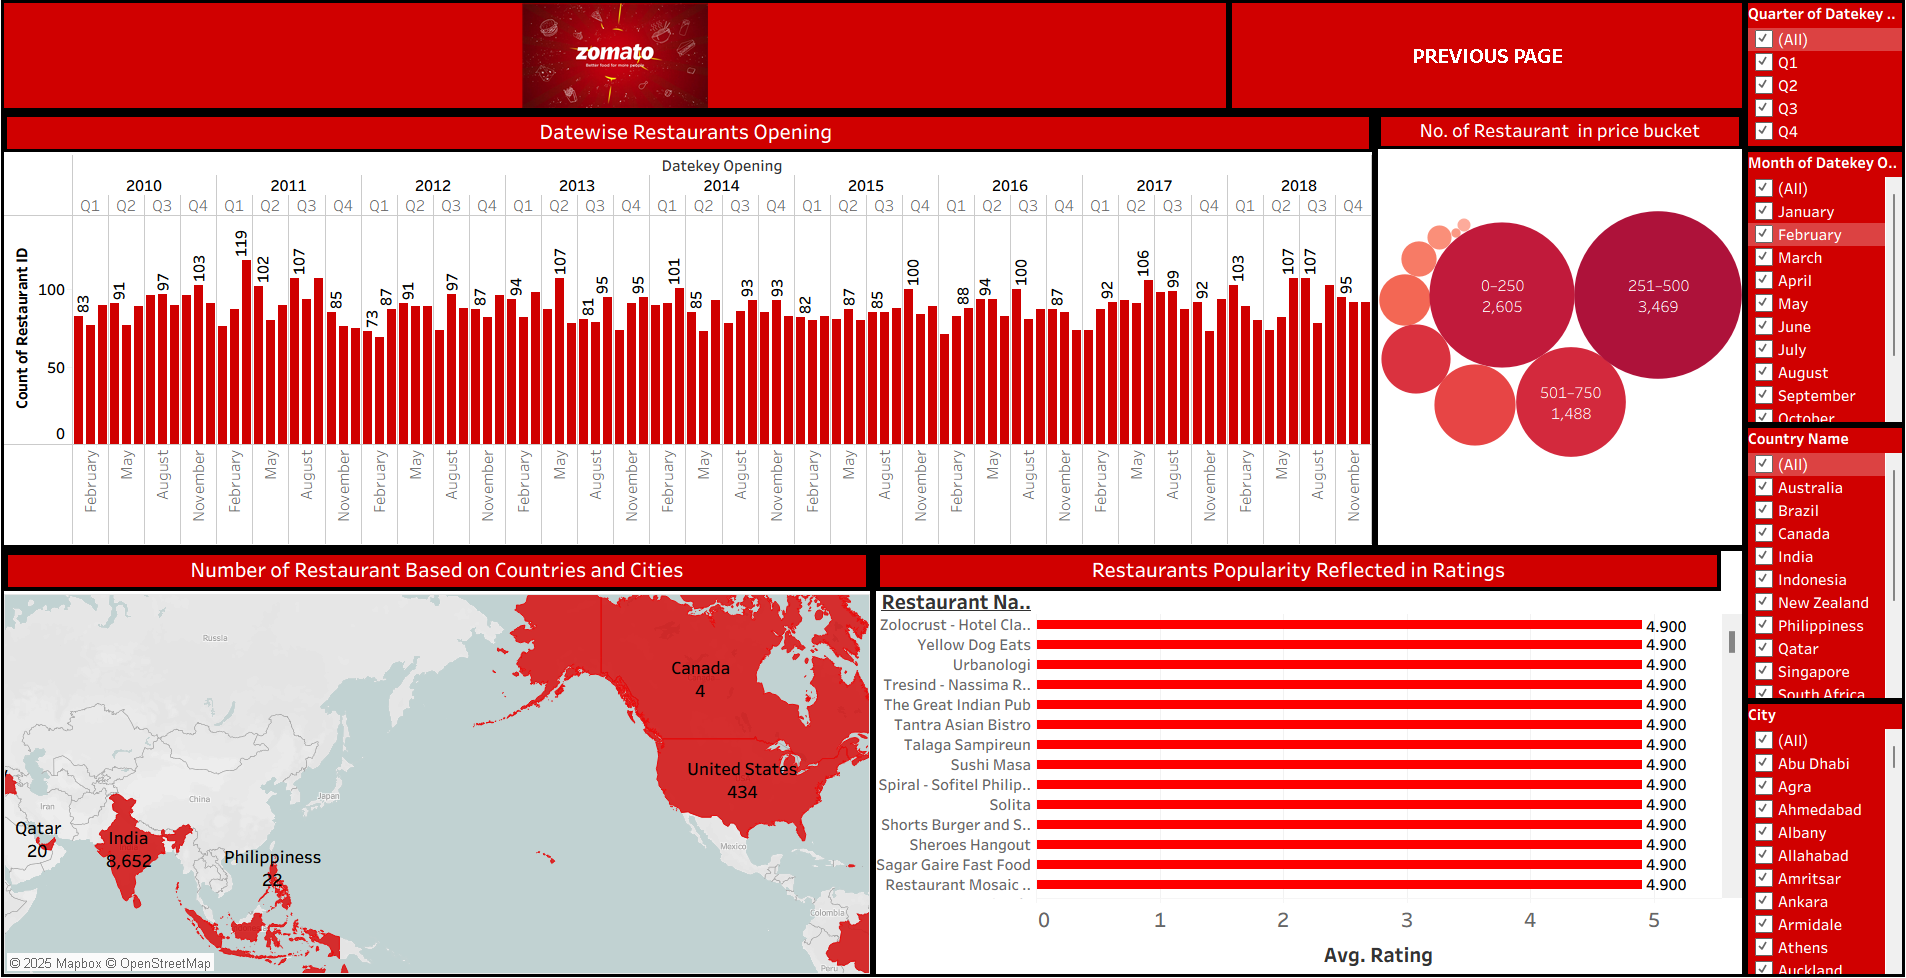 zomato
Better food for more people
PREVIOUS PAGE
Datewise Restaurants Opening
Datekey Opening
2010 2011 2012 2013 2014 2015 2016 2017 2018
Q1 Q2 Q3 Q4 Q1 Q2 Q3 Q4 Q1 Q2 Q3 Q4 Q1 Q2 Q3 Q4 Q1 Q2 Q3 Q4 Q1 Q2 Q3 Q4 Q1 Q2 Q3 Q4 Q1 Q2 Q3 Q4 Q1 Q2 Q3 Q4
Count of Restaurant ID
100
50
0
83 91 97 103 119 102 107 85 73 87 91 97 87 94 107 81 95 95 101 85 93 93 82 87 85 100 88 94 100 87 92 106 99 92 103 107 107 95
February May August November February May August November February May August November February May August November February May August November February May August November February May August November February May August November February May August November
No. of Restaurant in price bucket
0–250
2,605
251–500
3,469
501–750
1,488
Number of Restaurant Based on Countries and Cities
Russia
Canada
4
United States
434
China
Japan
Iran
Qatar
20
India
8,652
Philippiness
22
Mexico
Colombia
Peru
© 2025 Mapbox © OpenStreetMap
Restaurants Popularity Reflected in Ratings
Restaurant Na..
Zolocrust - Hotel Cla.. 4.900
Yellow Dog Eats 4.900
Urbanologi 4.900
Tresind - Nassima R.. 4.900
The Great Indian Pub 4.900
Tantra Asian Bistro 4.900
Talaga Sampireun 4.900
Sushi Masa 4.900
Spiral - Sofitel Philip.. 4.900
Solita 4.900
Shorts Burger and S.. 4.900
Sheroes Hangout 4.900
Sagar Gaire Fast Food 4.900
Restaurant Mosaic .. 4.900
0 1 2 3 4 5
Avg. Rating
Quarter of Datekey ..
(All)
Q1
Q2
Q3
Q4
Month of Datekey O..
(All)
January
February
March
April
May
June
July
August
September
October
Country Name
(All)
Australia
Brazil
Canada
India
Indonesia
New Zealand
Philippiness
Qatar
Singapore
South Africa
City
(All)
Abu Dhabi
Agra
Ahmedabad
Albany
Allahabad
Amritsar
Ankara
Armidale
Athens
Auckland